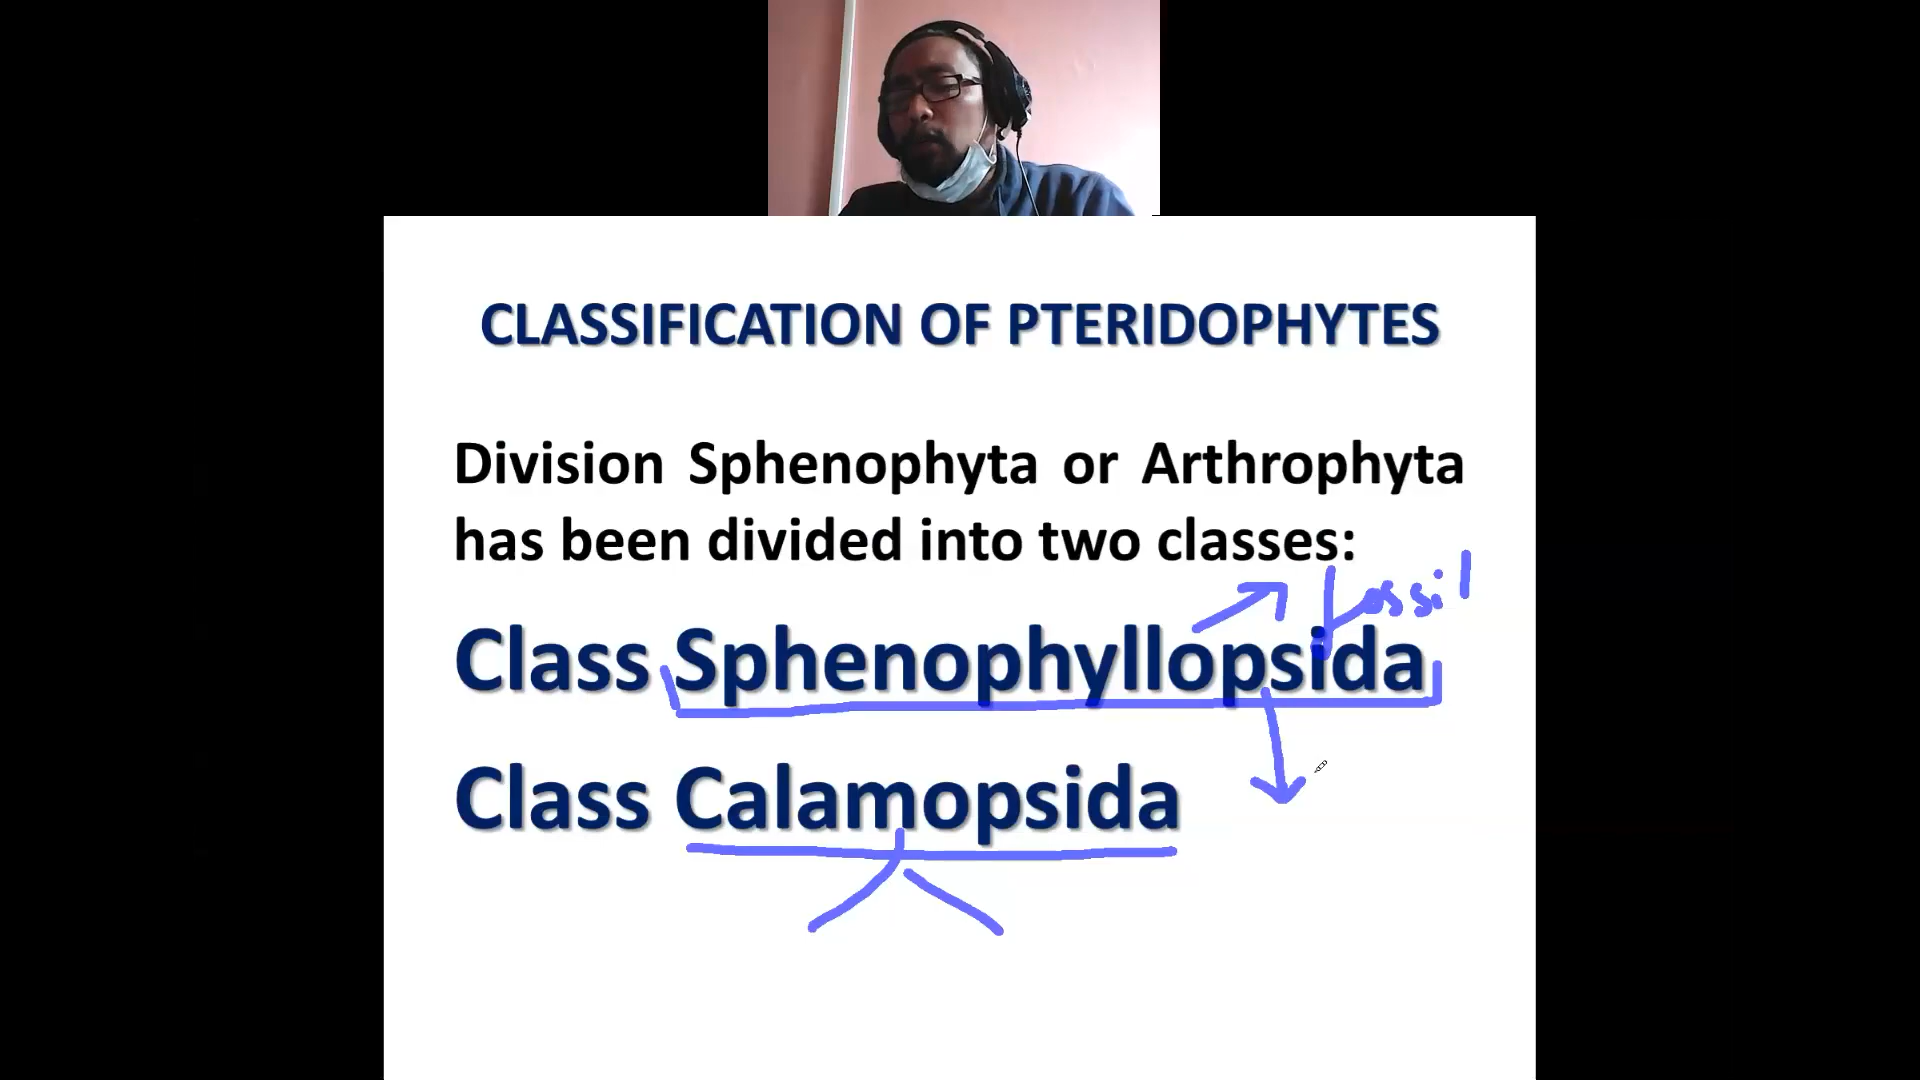 CLASSIFICATION OF PTERIDOPHYTES
Division Sphenophyta or Arthrophyta
has been divided into two classes:
fossil
Class Sphenophyllopsida
Class Calamopsida